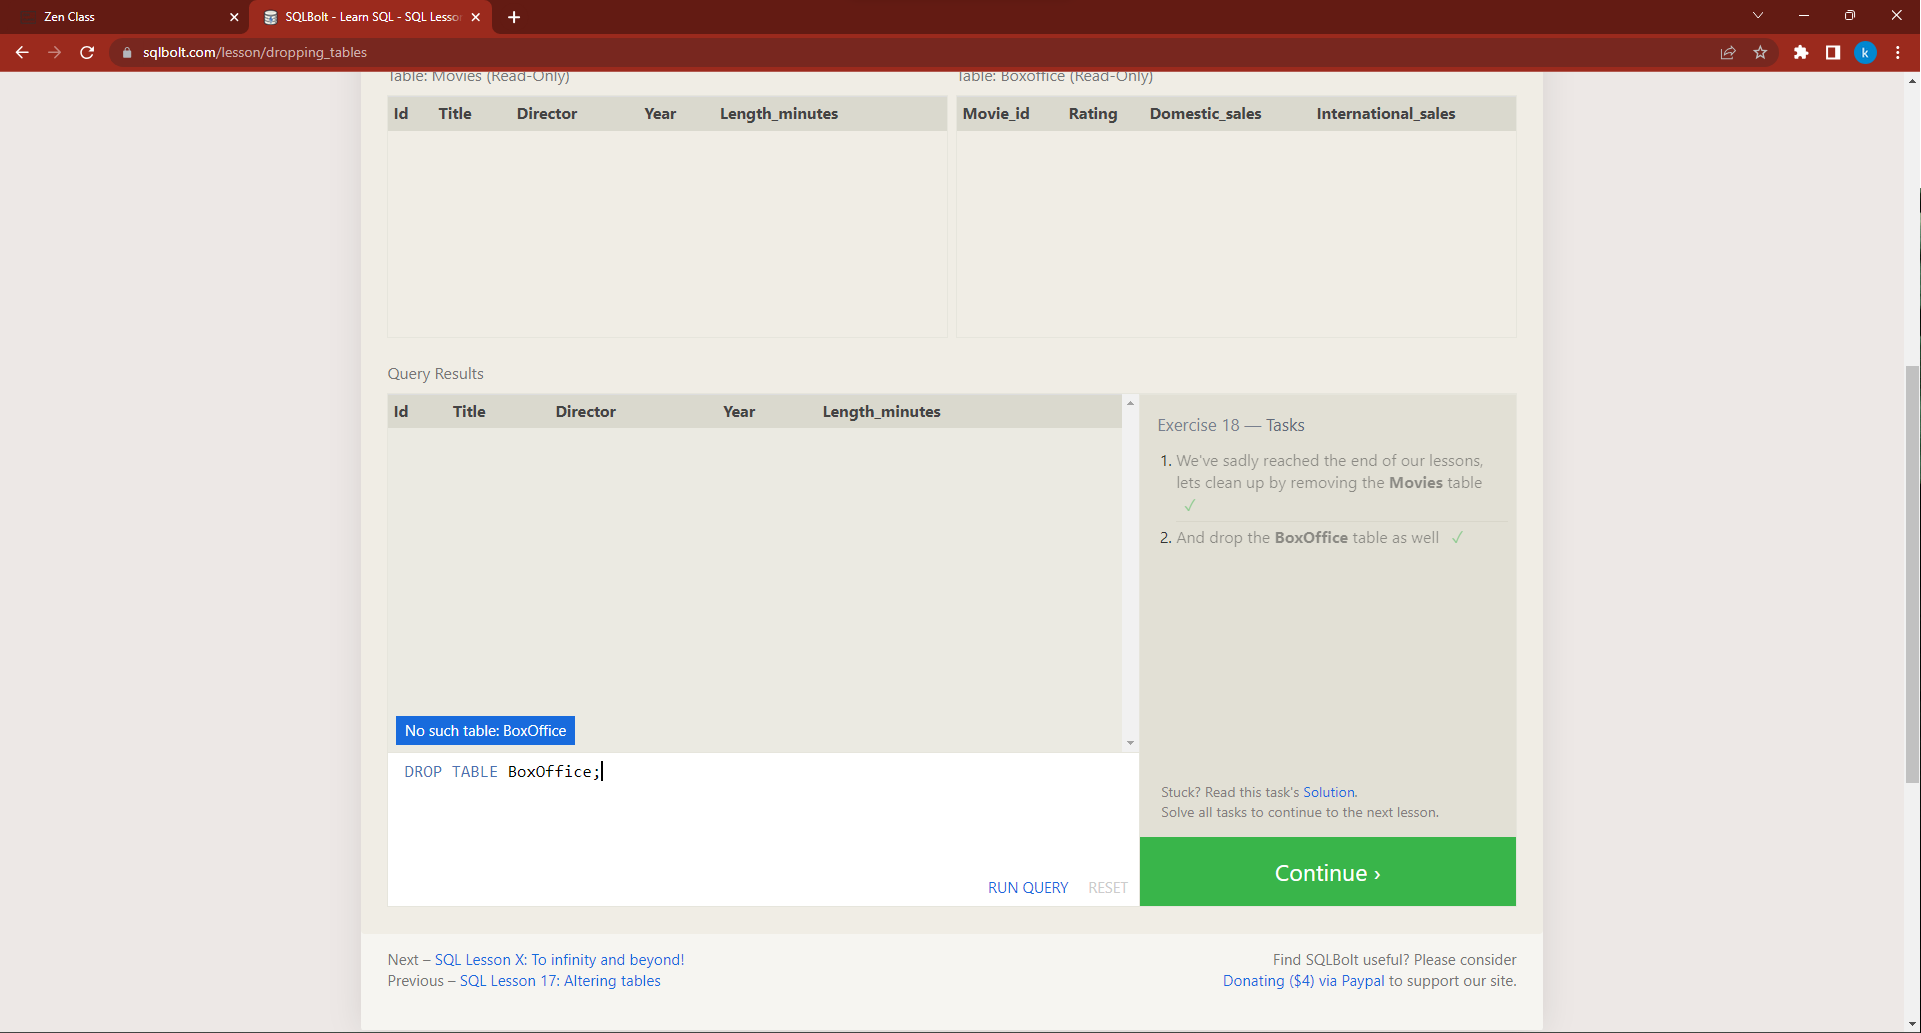 Zen Class
SQLBolt - Learn SQL - SQL Lesso
sqlbolt.com/lesson/dropping_tables
k
Table: Movies (Read-Only)
Table: Boxoffice (Read-Only)
Id Title Director Year Length_minutes
Movie_id Rating Domestic_sales International_sales
Query Results
Id Title Director Year Length_minutes
Exercise 18 — Tasks
1. We've sadly reached the end of our lessons,
lets clean up by removing the Movies table
✓
2. And drop the BoxOffice table as well ✓
No such table: BoxOffice
DROP TABLE BoxOffice;
Stuck? Read this task's Solution.
Solve all tasks to continue to the next lesson.
RUN QUERY RESET
Continue ›
Next – SQL Lesson X: To infinity and beyond!
Previous – SQL Lesson 17: Altering tables
Find SQLBolt useful? Please consider
Donating ($4) via Paypal to support our site.